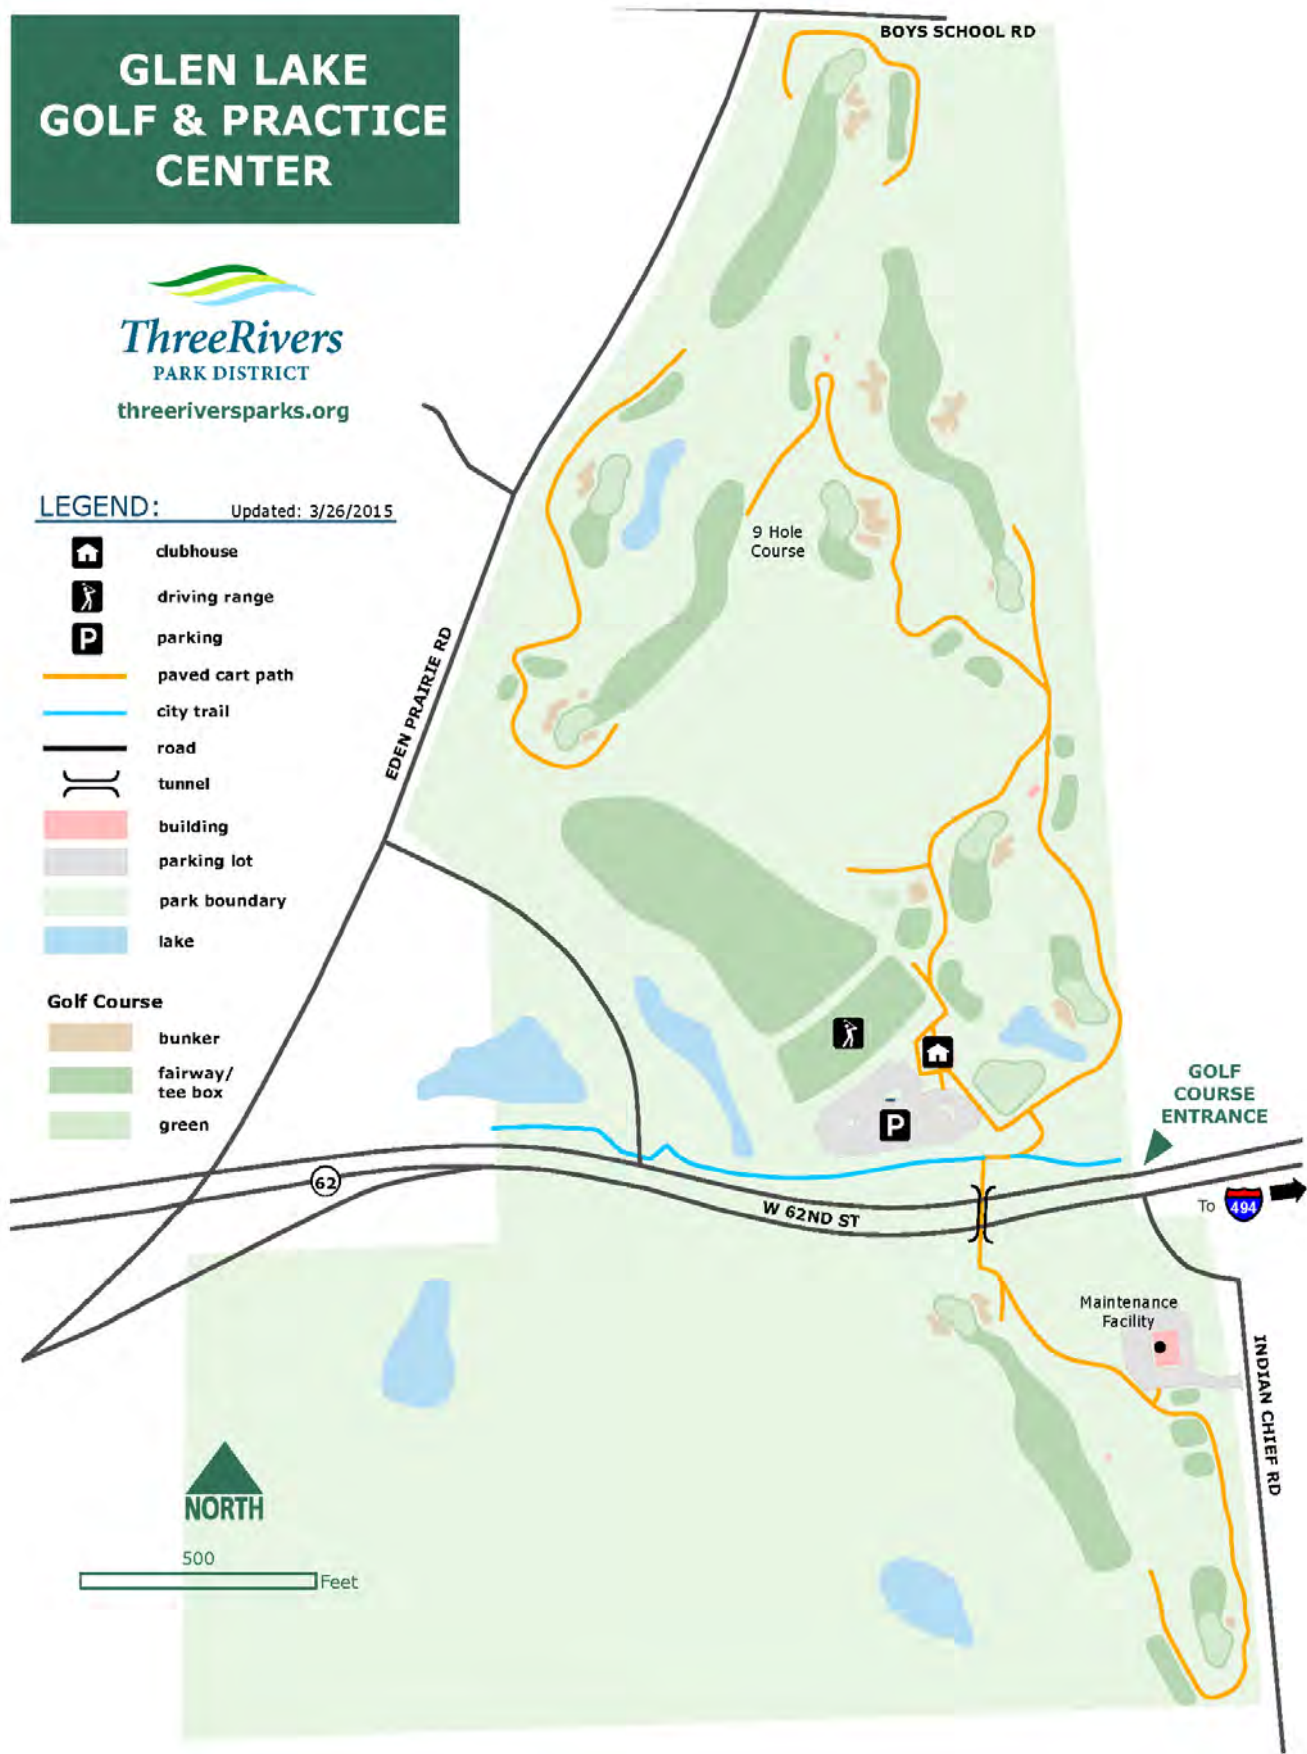 GLEN LAKE
GOLF & PRACTICE
CENTER
ThreeRivers
PARK DISTRICT
threeriversparks.org
LEGEND:
Updated: 3/26/2015
clubhouse
driving range
P
parking
paved cart path
city trail
road
tunnel
building
parking lot
park boundary
lake
Golf Course
bunker
fairway/
tee box
green
BOYS SCHOOL RD
9 Hole
Course
EDEN PRAIRIE RD
P
GOLF
COURSE
ENTRANCE
62
W 62ND ST
To
494
Maintenance
Facility
INDIAN CHIEF RD
NORTH
500
Feet